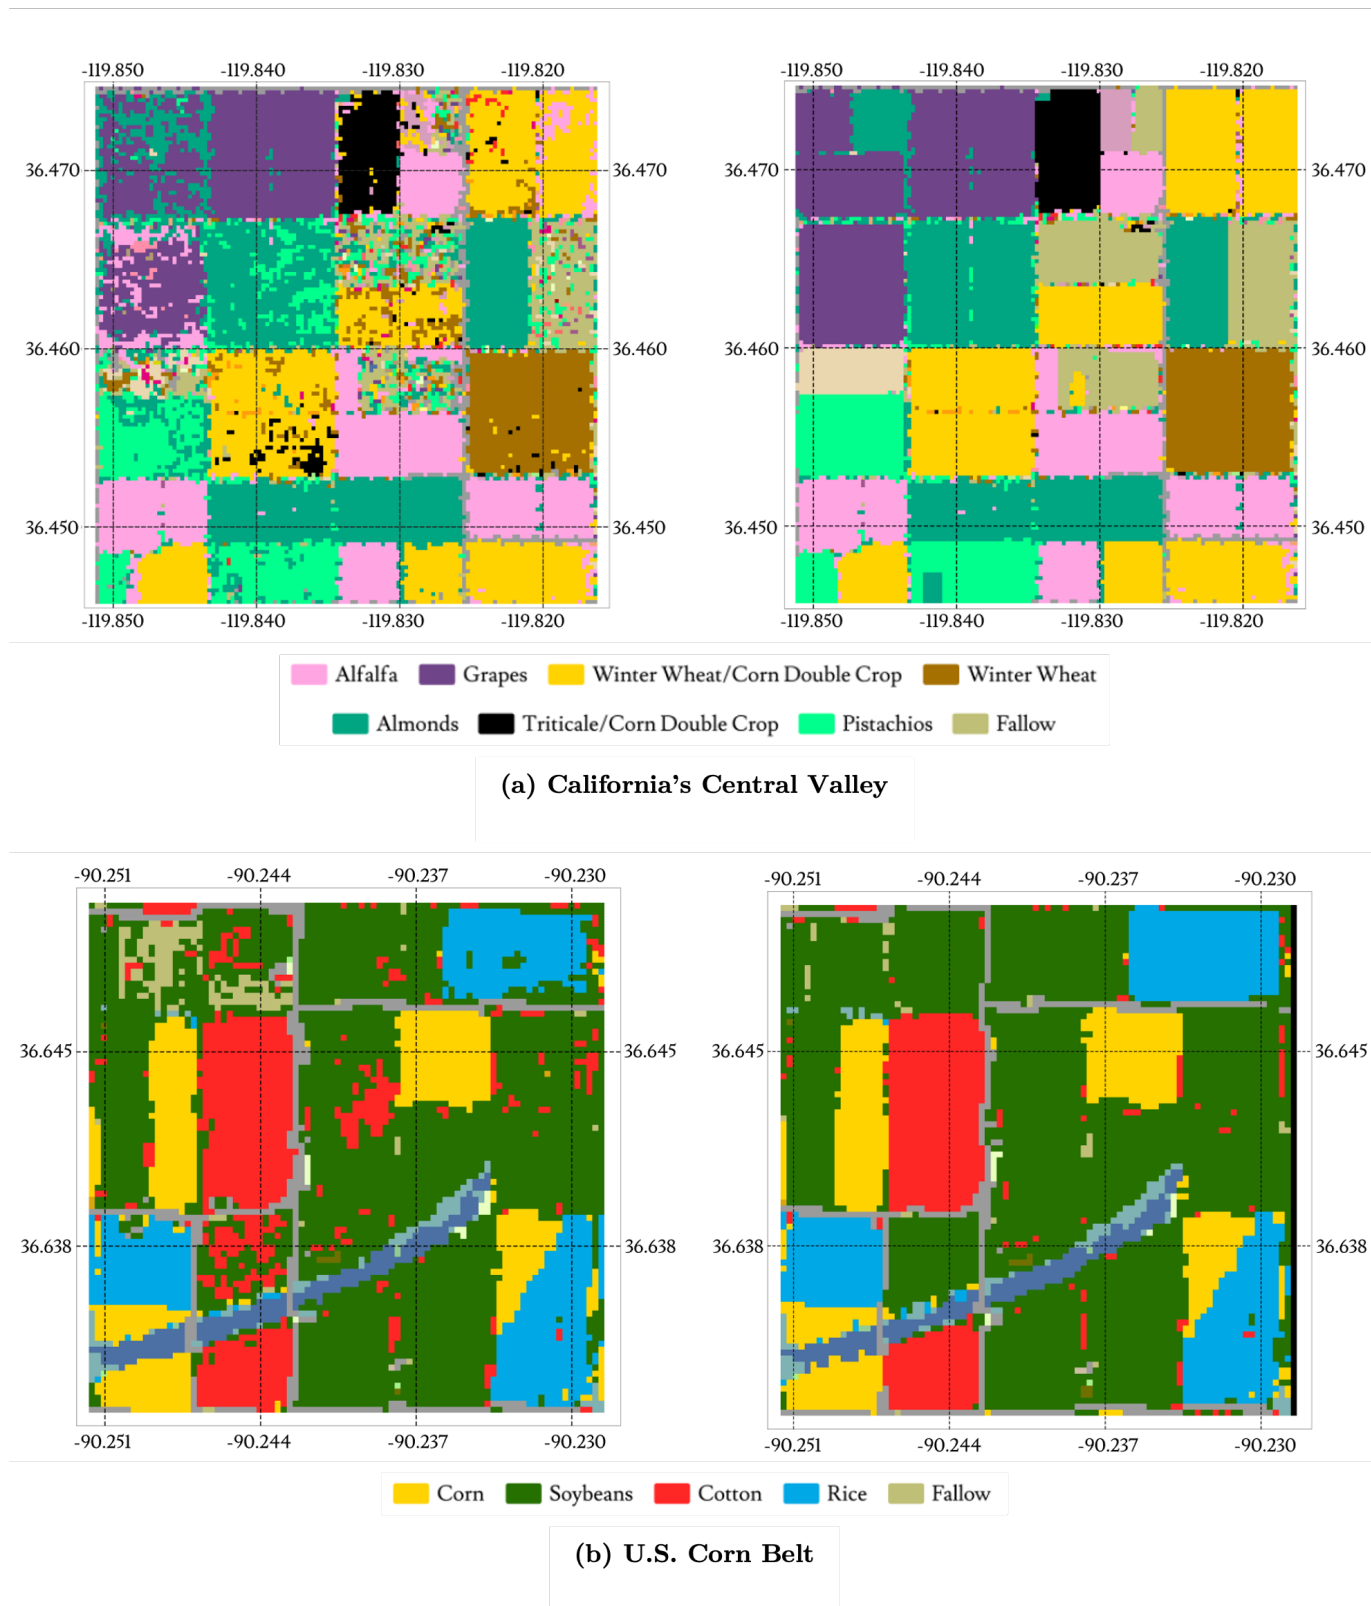 -119.850 -119.840 -119.830 -119.820 -119.850 -119.840 -119.830 -119.820
36.470 36.470 36.470 36.470
36.460 36.460 36.460 36.460
36.450 36.450 36.450 36.450
-119.850 -119.840 -119.830 -119.820 -119.850 -119.840 -119.830 -119.820
Alfalfa Grapes Winter Wheat/Corn Double Crop Winter Wheat
Almonds Triticale/Corn Double Crop Pistachios Fallow
(a) California's Central Valley
-90.251 -90.244 -90.237 -90.230 -90.251 -90.244 -90.237 -90.230
36.645 36.645 36.645 36.645
36.638 36.638 36.638 36.638
-90.251 -90.244 -90.237 -90.230 -90.251 -90.244 -90.237 -90.230
Corn Soybeans Cotton Rice Fallow
(b) U.S. Corn Belt